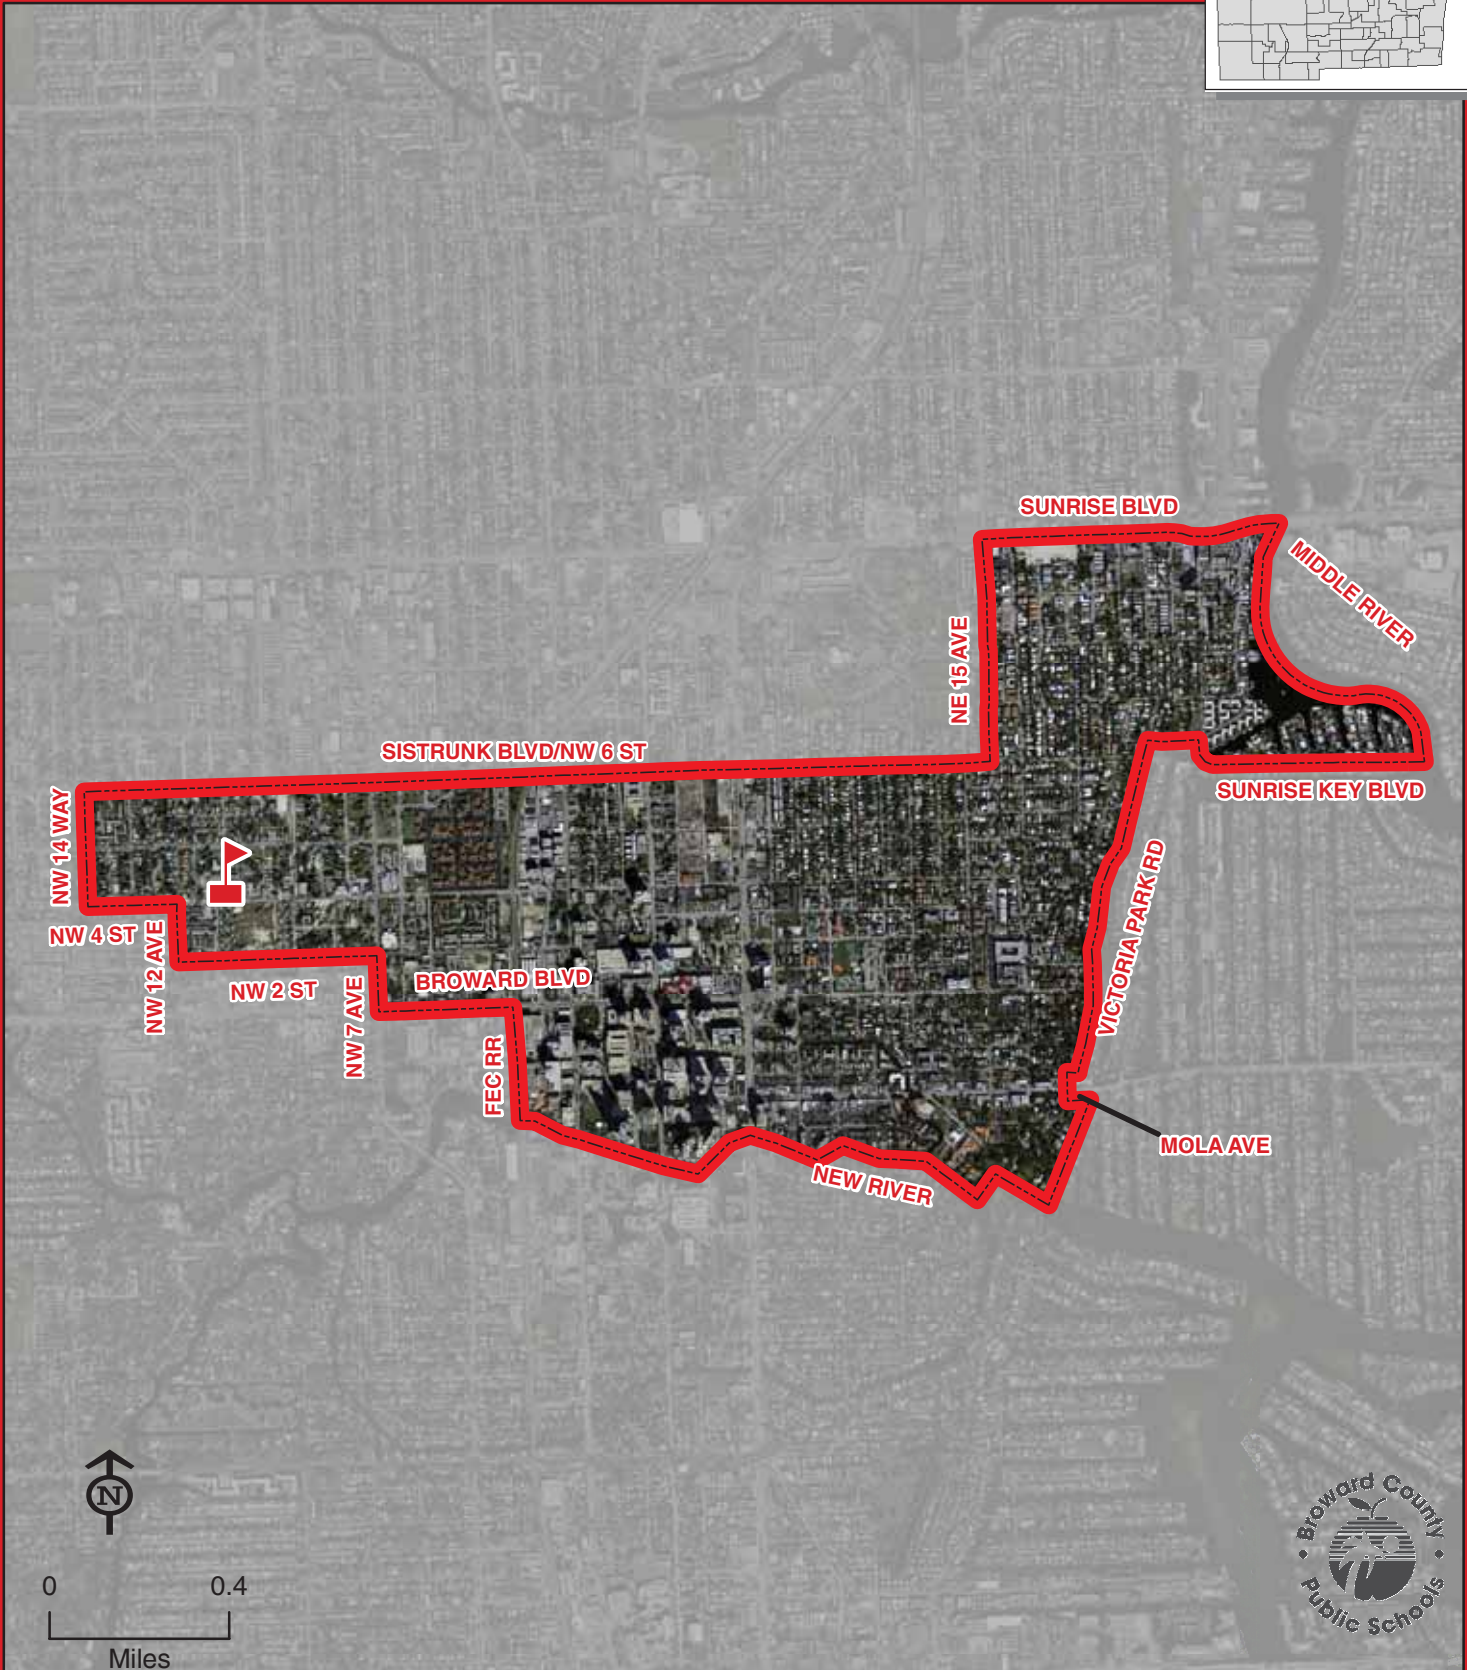 SUNRISE BLVD
MIDDLE RIVER
NE 15 AVE
SISTRUNK BLVD/NW 6 ST
SUNRISE KEY BLVD
NW 14 WAY
VICTORIA PARK RD
NW 4 ST
NW 12 AVE
NW 2 ST
NW 7 AVE
BROWARD BLVD
FEC RR
MOLA AVE
NEW RIVER
N
0 0.4
Miles
Broward County
Public Schools